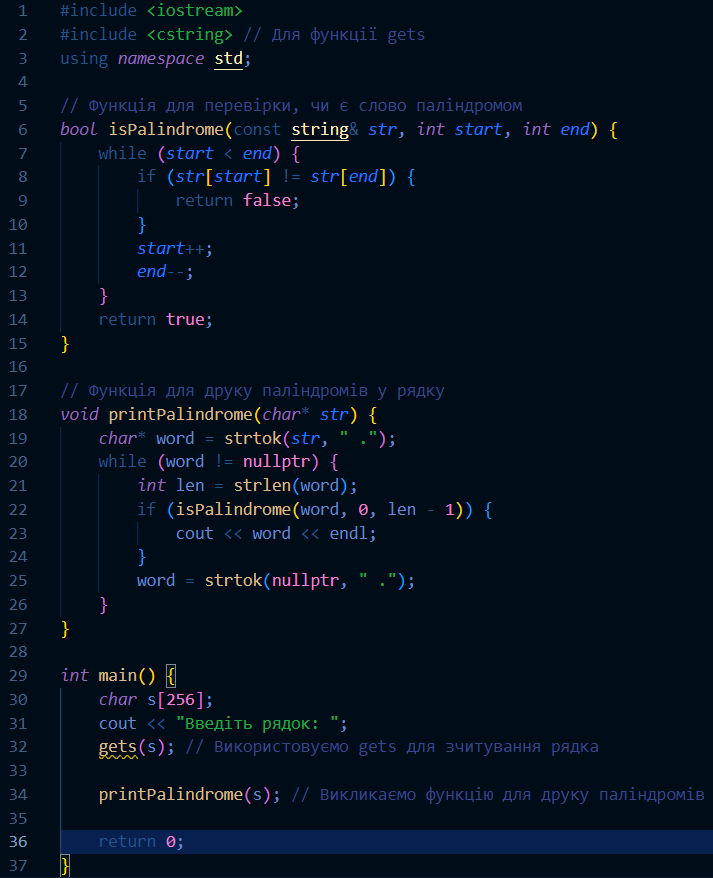 1 #include <iostream>
2 #include <cstring> // Для функції gets
3 using namespace std;
4
5 // Функція для перевірки, чи є слово паліндромом
6 bool isPalindrome(const string& str, int start, int end) {
7     while (start < end) {
8         if (str[start] != str[end]) {
9             return false;
10         }
11         start++;
12         end--;
13     }
14     return true;
15 }
16
17 // Функція для друку паліндромів у рядку
18 void printPalindrome(char* str) {
19     char* word = strtok(str, " .");
20     while (word != nullptr) {
21         int len = strlen(word);
22         if (isPalindrome(word, 0, len - 1)) {
23             cout << word << endl;
24         }
25         word = strtok(nullptr, " .");
26     }
27 }
28
29 int main() {
30     char s[256];
31     cout << "Введіть рядок: ";
32     gets(s); // Використовуємо gets для зчитування рядка
33
34     printPalindrome(s); // Викликаємо функцію для друку паліндромів
35
36     return 0;
37 }